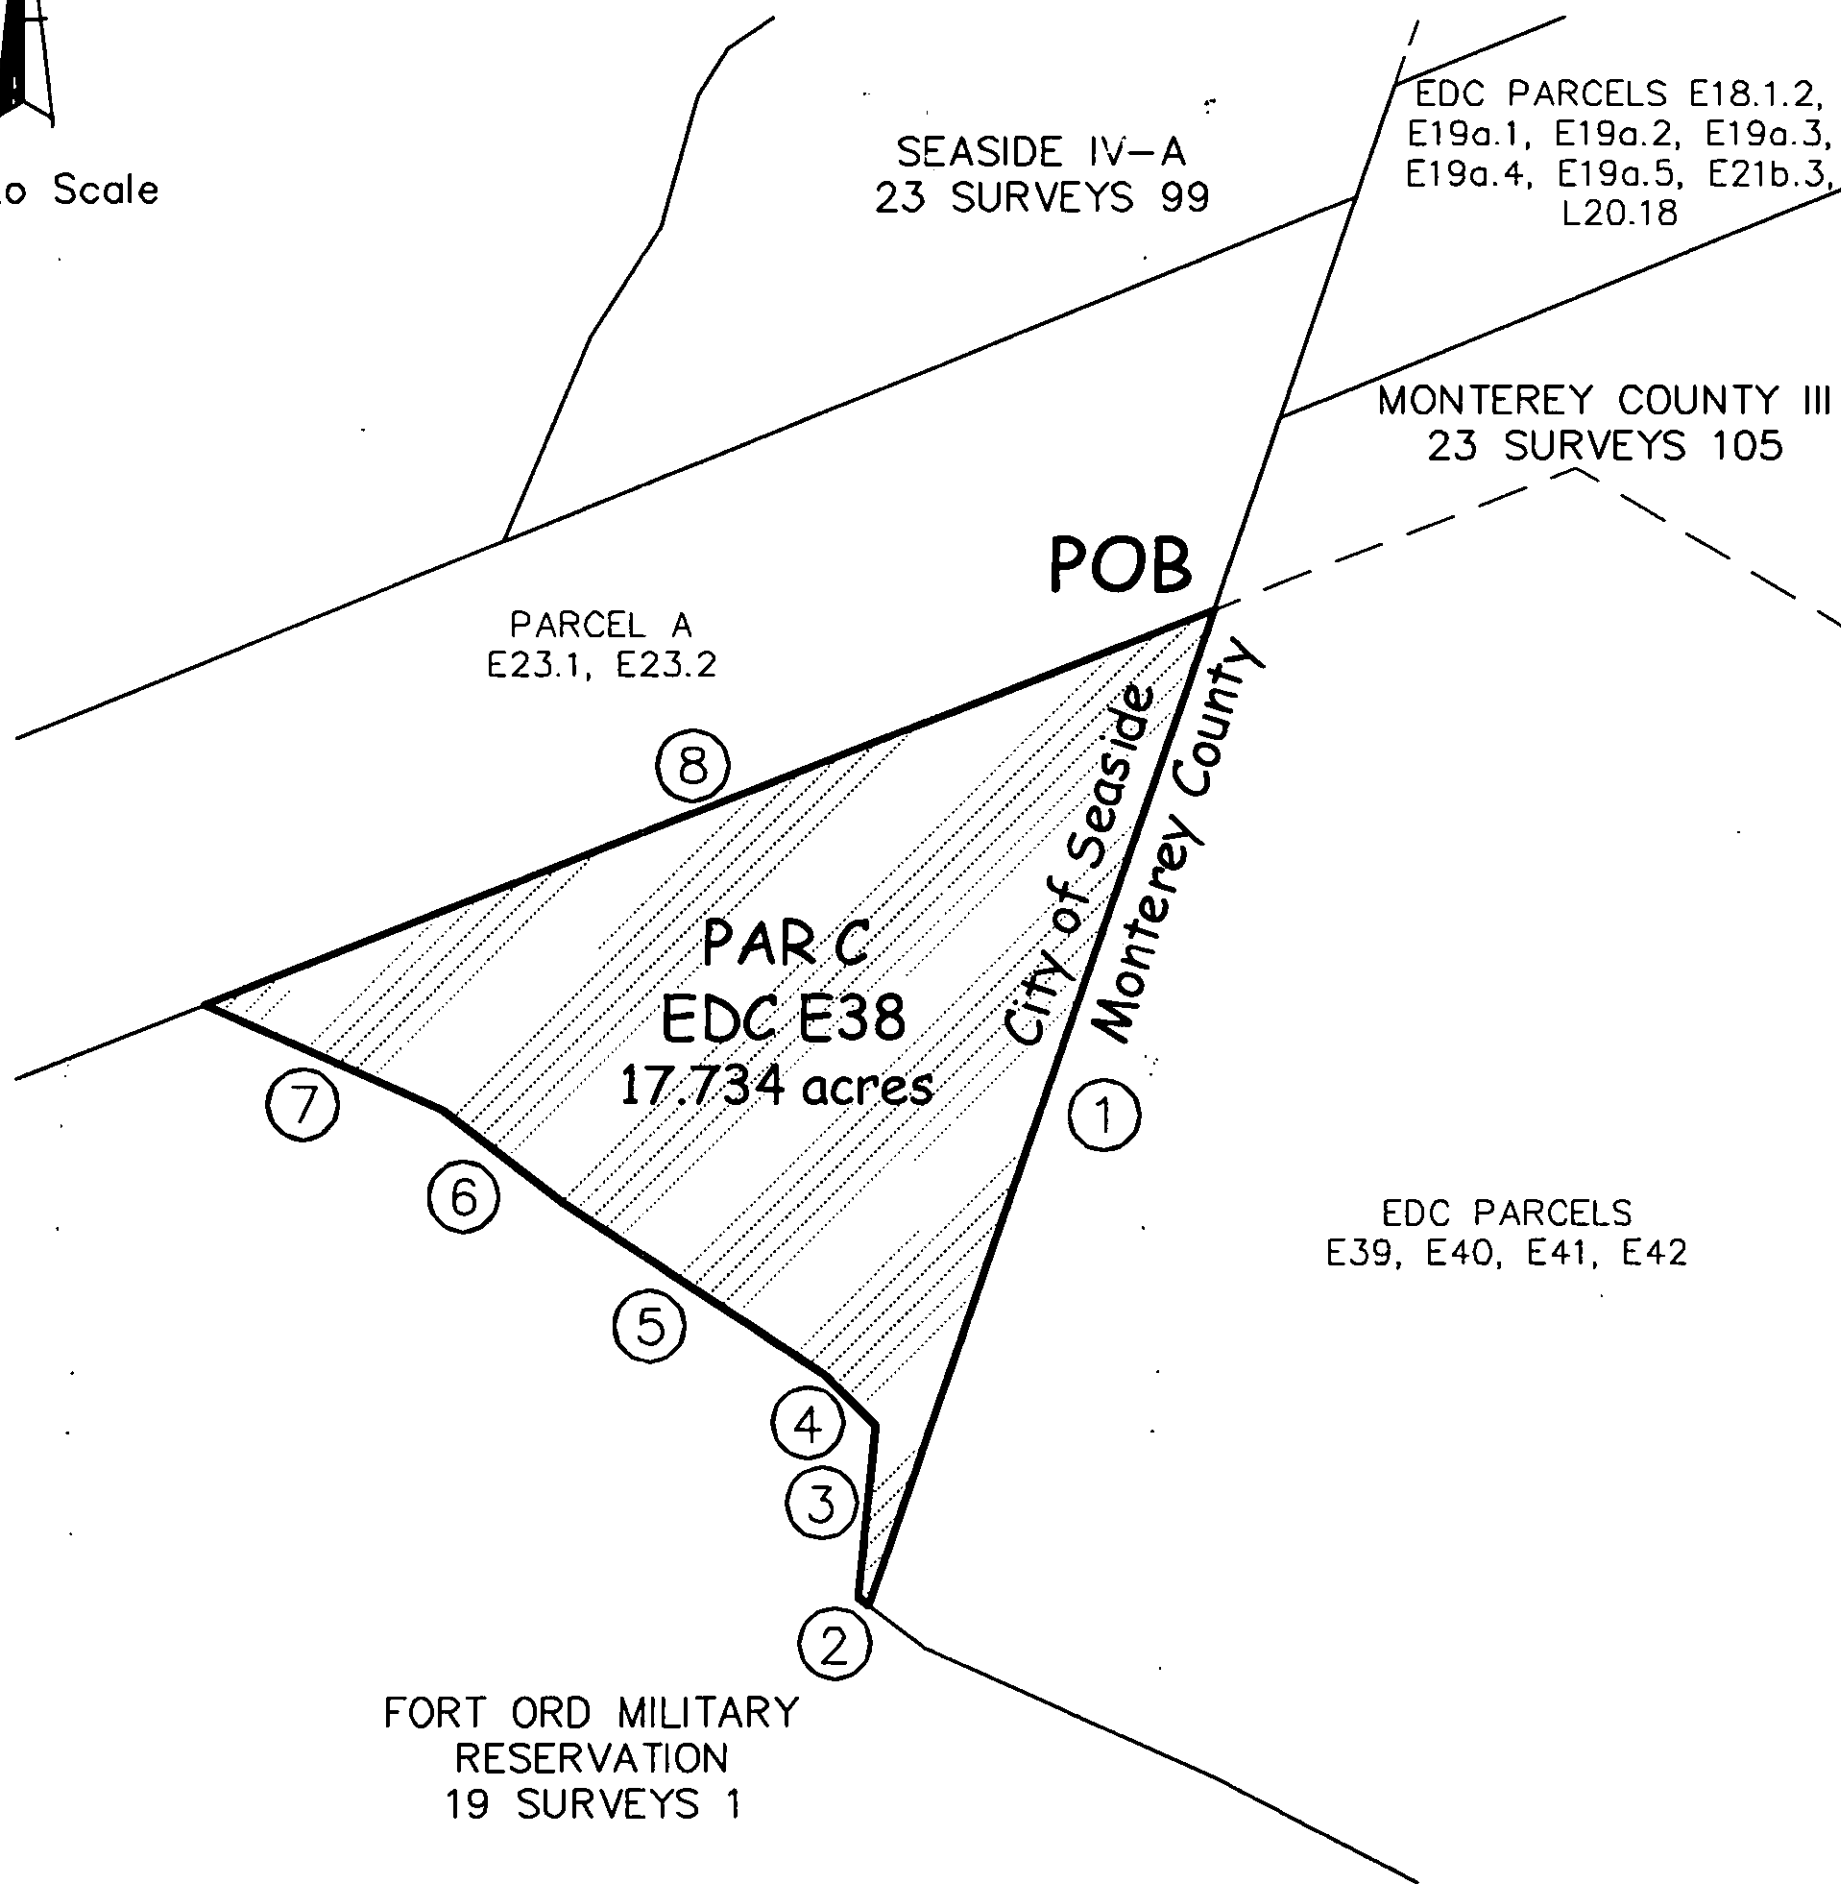 Scale
SEASIDE IV-A
23 SURVEYS 99
EDC PARCELS E18.1.2,
E19a.1, E19a.2, E19a.3,
E19a.4, E19a.5, E21b.3,
L20.18
MONTEREY COUNTY III
23 SURVEYS 105
POB
PARCEL A
E23.1, E23.2
8
City of Seaside
Monterey County
PAR C
EDC E38
17.734 acres
7
1
6
EDC PARCELS
E39, E40, E41, E42
5
4
3
2
FORT ORD MILITARY
RESERVATION
19 SURVEYS 1